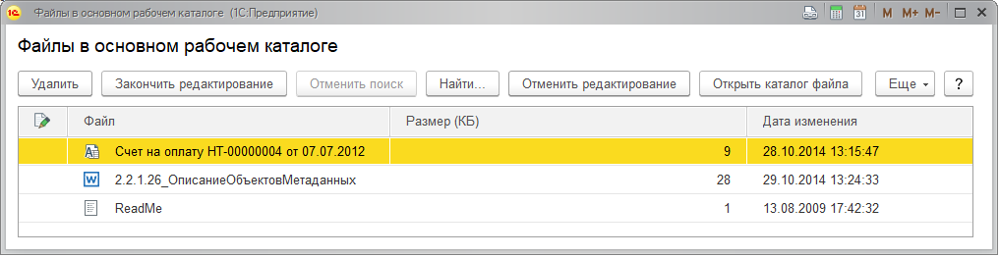 1С Файлы в основном рабочем каталоге (1С:Предприятие) 31 M M+ M-
Файлы в основном рабочем каталоге
Удалить Закончить редактирование Отменить поиск Найти... Отменить редактирование Открыть каталог файла Еще ?
Файл Размер (КБ) Дата изменения
Счет на оплату НТ-00000004 от 07.07.2012 9 28.10.2014 13:15:47
2.2.1.26_ОписаниеОбъектовМетаданных 28 29.10.2014 13:24:33
ReadMe 1 13.08.2009 17:42:32